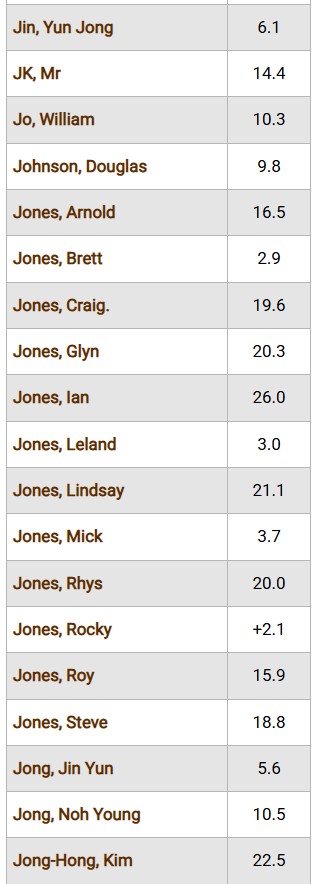 Jin, Yun Jong 6.1
JK, Mr 14.4
Jo, William 10.3
Johnson, Douglas 9.8
Jones, Arnold 16.5
Jones, Brett 2.9
Jones, Craig. 19.6
Jones, Glyn 20.3
Jones, Ian 26.0
Jones, Leland 3.0
Jones, Lindsay 21.1
Jones, Mick 3.7
Jones, Rhys 20.0
Jones, Rocky +2.1
Jones, Roy 15.9
Jones, Steve 18.8
Jong, Jin Yun 5.6
Jong, Noh Young 10.5
Jong-Hong, Kim 22.5